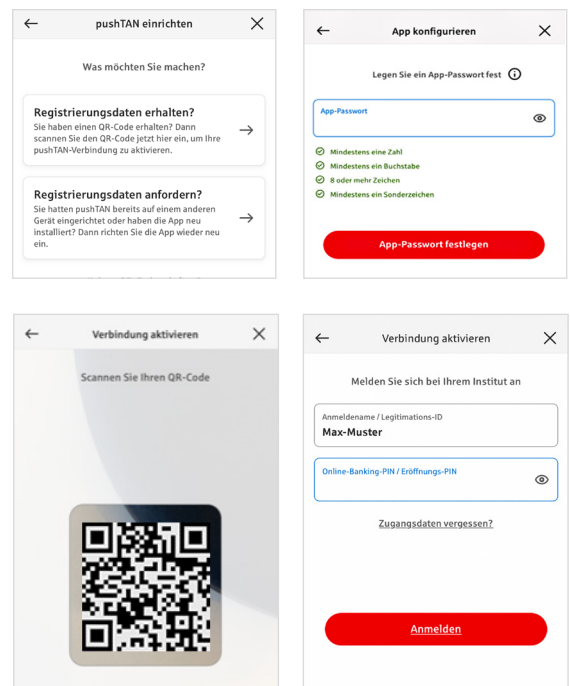 pushTAN einrichten
Was möchten Sie machen?
Registrierungsdaten erhalten?
Sie haben einen QR-Code erhalten? Dann
scannen Sie den QR-Code jetzt hier ein, um Ihre
pushTAN-Verbindung zu aktivieren.
Registrierungsdaten anfordern?
Sie hatten pushTAN bereits auf einem anderen
Gerät eingerichtet oder haben die App neu
installiert? Dann richten Sie die App wieder neu
ein.
App konfigurieren
Legen Sie ein App-Passwort fest
App-Passwort
Mindestens eine Zahl
Mindestens ein Buchstabe
8 oder mehr Zeichen
Mindestens ein Sonderzeichen
App-Passwort festlegen
Verbindung aktivieren
Scannen Sie Ihren QR-Code
Verbindung aktivieren
Melden Sie sich bei Ihrem Institut an
Anmeldename / Legitimations-ID
Max-Muster
Online-Banking-PIN / Eröffnungs-PIN
Zugangsdaten vergessen?
Anmelden